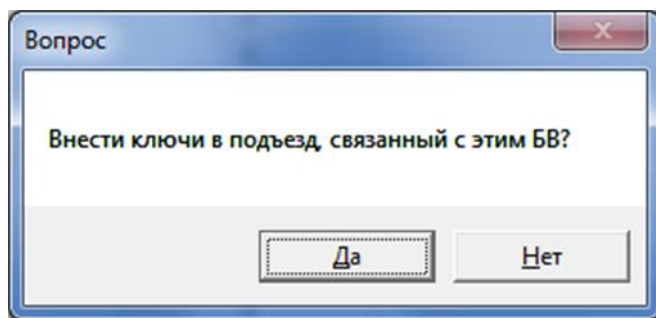 Вопрос
Внести ключи в подъезд, связанный с этим БВ?
Да
Нет